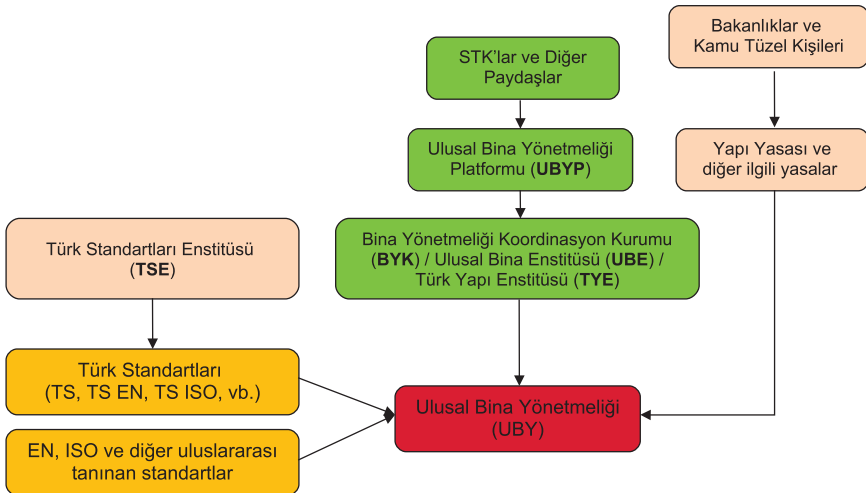 STK'lar ve Diğer
Paydaşlar
Bakanlıklar ve
Kamu Tüzel Kişileri
Ulusal Bina Yönetmeliği
Platformu (UBYP)
Yapı Yasası ve
diğer ilgili yasalar
Türk Standartları Enstitüsü
(TSE)
Bina Yönetmeliği Koordinasyon Kurumu
(BYK) / Ulusal Bina Enstitüsü (UBE) /
Türk Yapı Enstitüsü (TYE)
Türk Standartları
(TS, TS EN, TS ISO, vb.)
Ulusal Bina Yönetmeliği
(UBY)
EN, ISO ve diğer uluslararası
tanınan standartlar